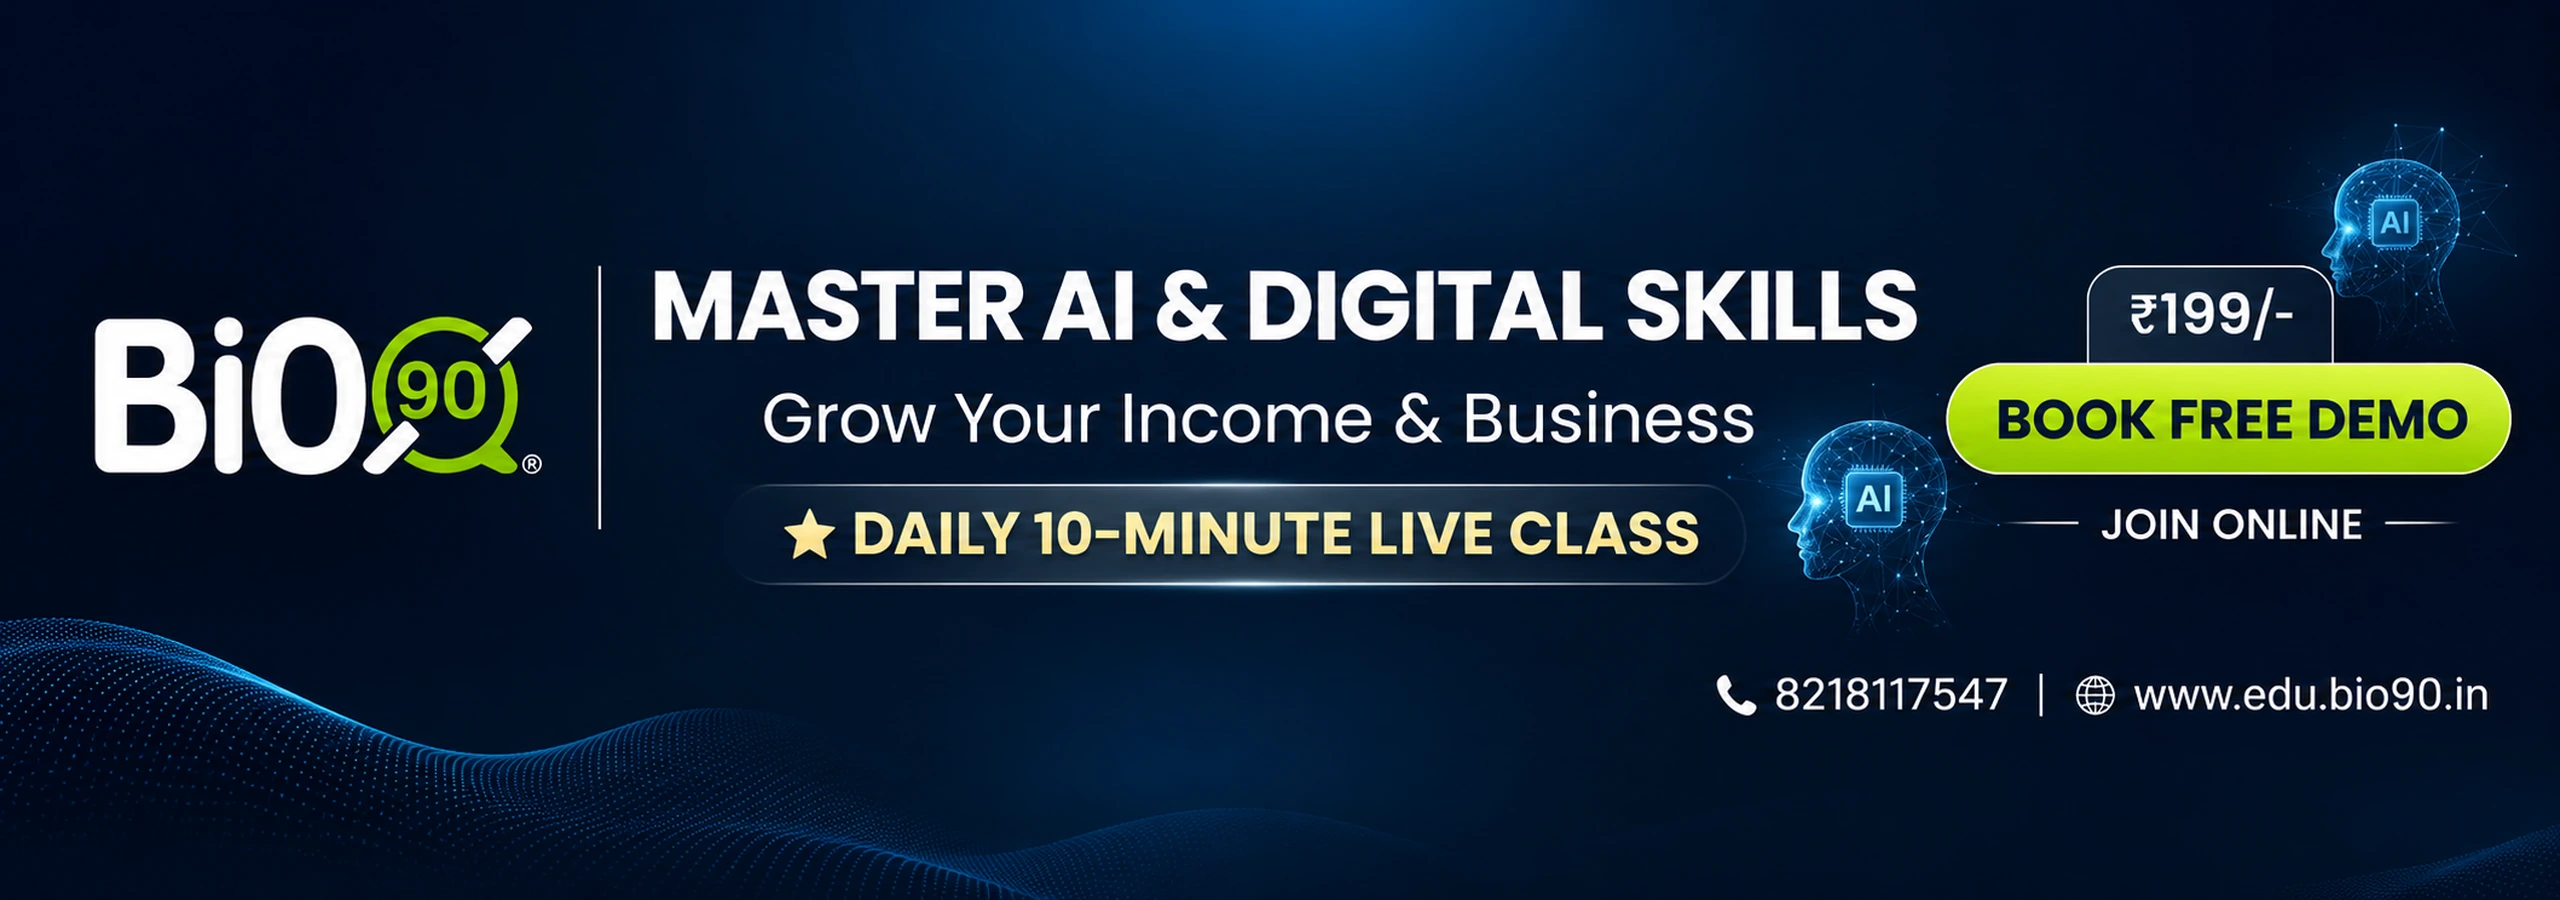 BiO90®
MASTER AI & DIGITAL SKILLS
Grow Your Income & Business
★ DAILY 10-MINUTE LIVE CLASS
AI
AI
₹199/-
BOOK FREE DEMO
JOIN ONLINE
8218117547 | www.edu.bio90.in